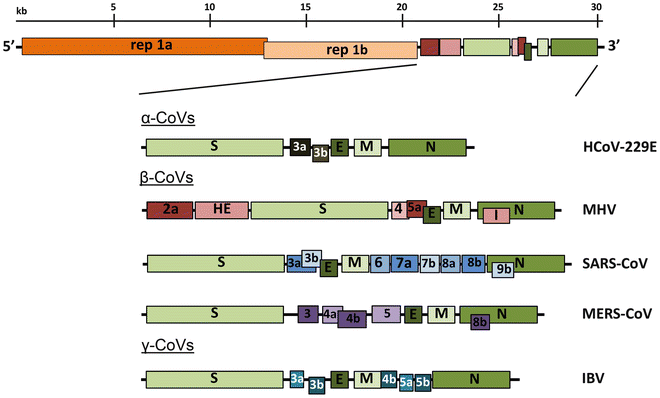 kb 5 10 15 20 25 30
5’ rep 1a rep 1b 3’
α-CoVs
S 3a 3b E M N HCoV-229E
β-CoVs
2a HE S 4 5a E M I N MHV
S 3a 3b E M 6 7a 7b 8a 8b 9b N SARS-CoV
S 3 4a 4b 5 E M 8b N MERS-CoV
γ-CoVs
S 3a 3b E M 4b 5a 5b N IBV